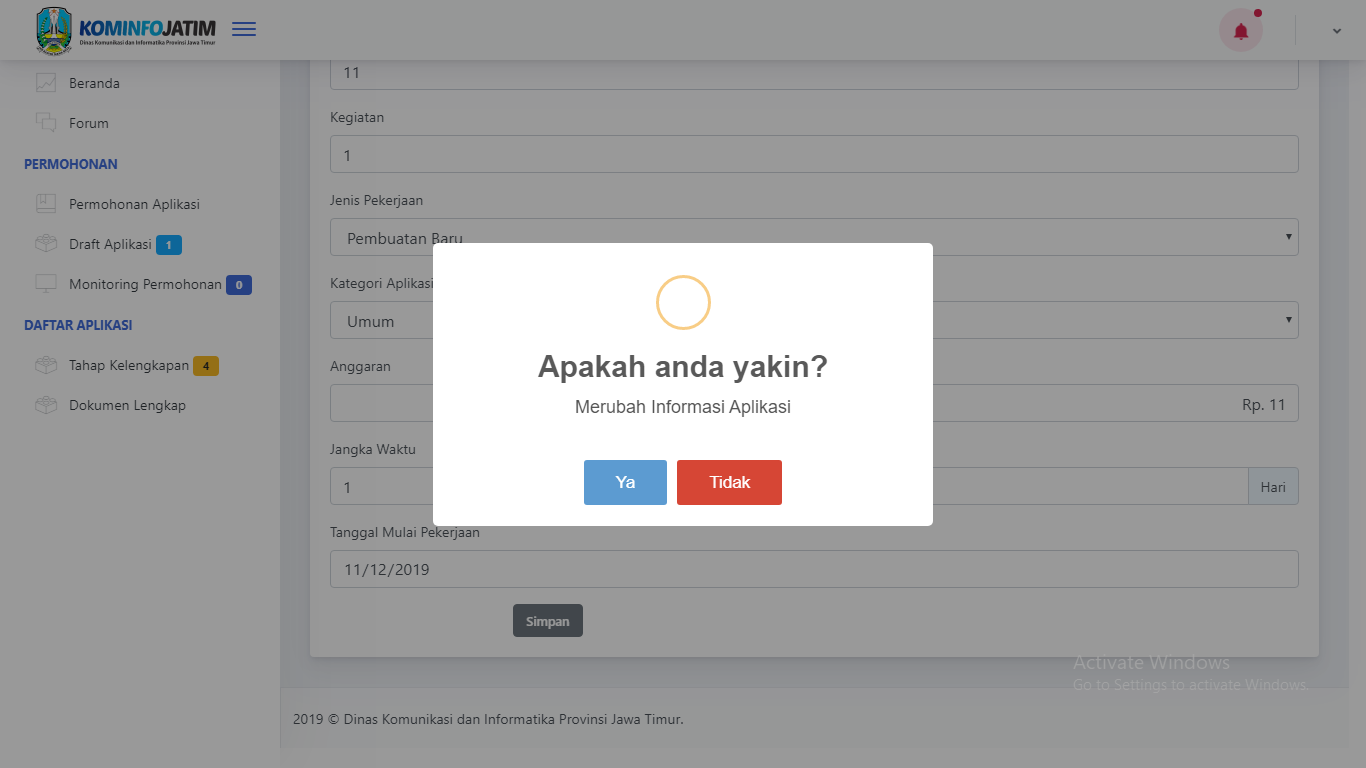 KOMINFOJATIM
Dinas Komunikasi dan Informatika Provinsi Jawa Timur
Beranda
Forum
PERMOHONAN
Permohonan Aplikasi
Draft Aplikasi 1
Monitoring Permohonan 0
DAFTAR APLIKASI
Tahap Kelengkapan 4
Dokumen Lengkap
11
Kegiatan
1
Jenis Pekerjaan
Pembuatan Baru
Kategori Aplikasi
Umum
Anggaran
Rp. 11
Jangka Waktu
1
Hari
Tanggal Mulai Pekerjaan
11/12/2019
Simpan
Apakah anda yakin?
Merubah Informasi Aplikasi
Ya
Tidak
Activate Windows
Go to Settings to activate Windows.
2019 © Dinas Komunikasi dan Informatika Provinsi Jawa Timur.